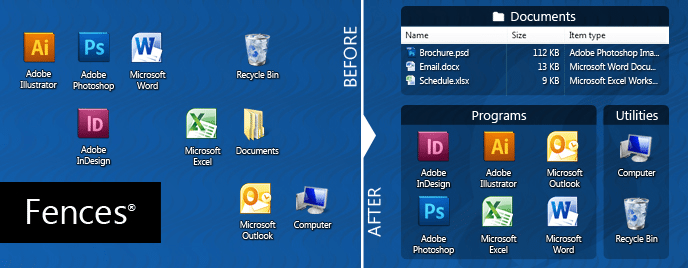 Adobe Illustrator
Adobe Photoshop
Microsoft Word
Recycle Bin
Adobe InDesign
Microsoft Excel
Documents
Microsoft Outlook
Computer
Ai
Ps
ID
Fences®
BEFORE
AFTER
Documents
Name Size Item type
Brochure.psd 112 KB Adobe Photoshop Ima...
Email.docx 13 KB Microsoft Word Docu...
Schedule.xlsx 9 KB Microsoft Excel Works...
Programs
Ai
ID
Adobe InDesign
Adobe Illustrator
Microsoft Outlook
Ps
Adobe Photoshop
Microsoft Excel
Microsoft Word
Utilities
Computer
Recycle Bin